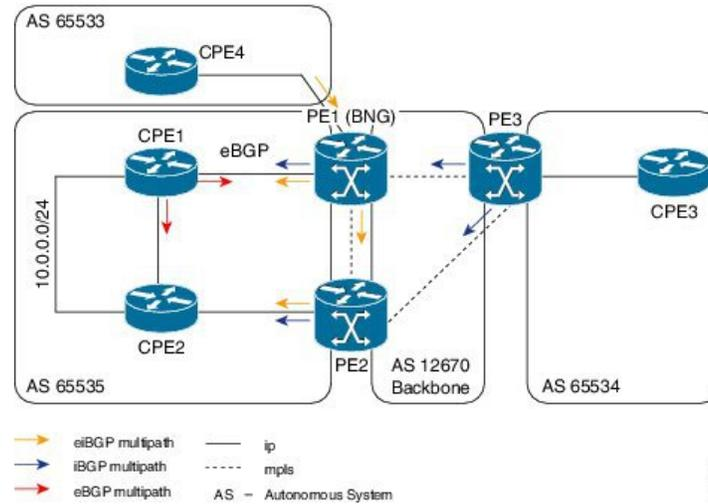 AS 65533
CPE4
PE1 (BNG)
PE3
CPE1
eBGP
CPE3
10.0.0.0/24
CPE2
PE2
AS 12670
Backbone
AS 65535
AS 65534
eiBGP multipath
ip
iBGP multipath
mpls
eBGP multipath
AS – Autonomous System